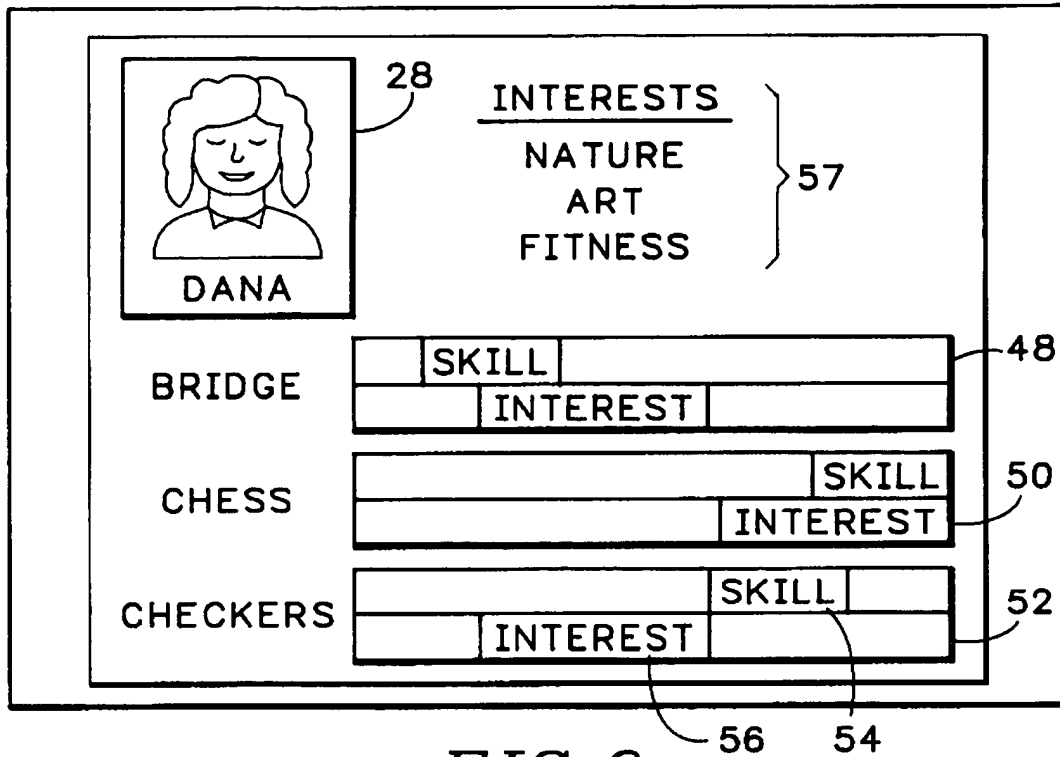 28
INTERESTS
NATURE
ART
FITNESS
57
DANA
BRIDGE
SKILL
INTEREST
48
CHESS
SKILL
INTEREST
50
CHECKERS
SKILL
INTEREST
52
56
54